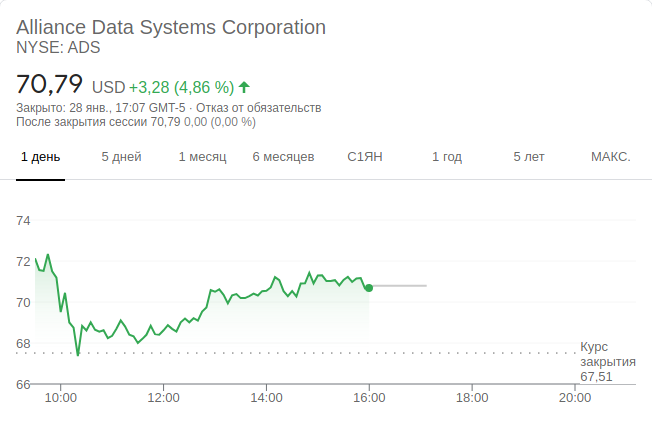 Alliance Data Systems Corporation
NYSE: ADS
70,79 USD +3,28 (4,86 %)
Закрыто: 28 янв., 17:07 GMT-5 · Отказ от обязательств
После закрытия сессии 70,79 0,00 (0,00 %)
1 день 5 дней 1 месяц 6 месяцев С1ЯН 1 год 5 лет МАКС.
74
72
70
68
Курс
закрытия
67,51
66
10:00 12:00 14:00 16:00 18:00 20:00